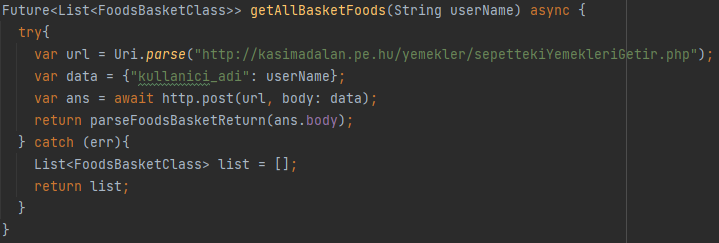 Future<List<FoodsBasketClass>> getAllBasketFoods(String userName) async {
  try{
    var url = Uri.parse("http://kasimadalan.pe.hu/yemekler/sepettekiYemekleriGetir.php");
    var data = {"kullanici_adi": userName};
    var ans = await http.post(url, body: data);
    return parseFoodsBasketReturn(ans.body);
  } catch (err){
    List<FoodsBasketClass> list = [];
    return list;
  }
}